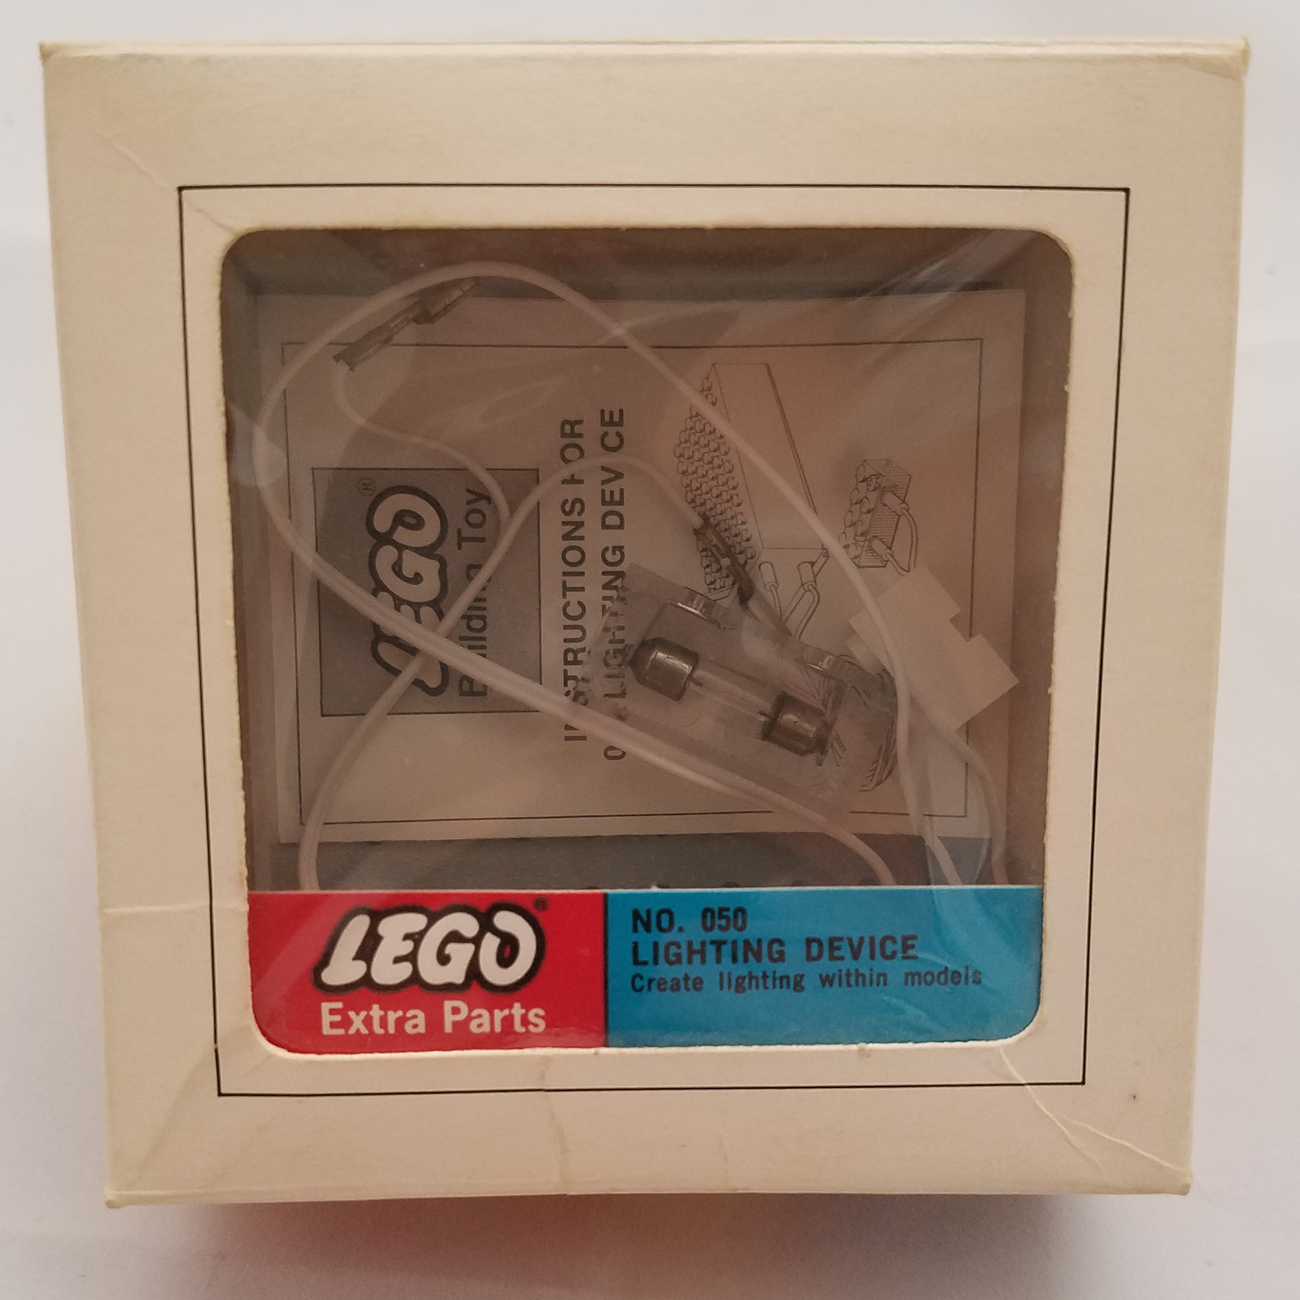 LEGO®
Building Toy
INSTRUCTIONS FOR
LIGHTING DEVICE
LEGO®
Extra Parts
NO. 050
LIGHTING DEVICE
Create lighting within models